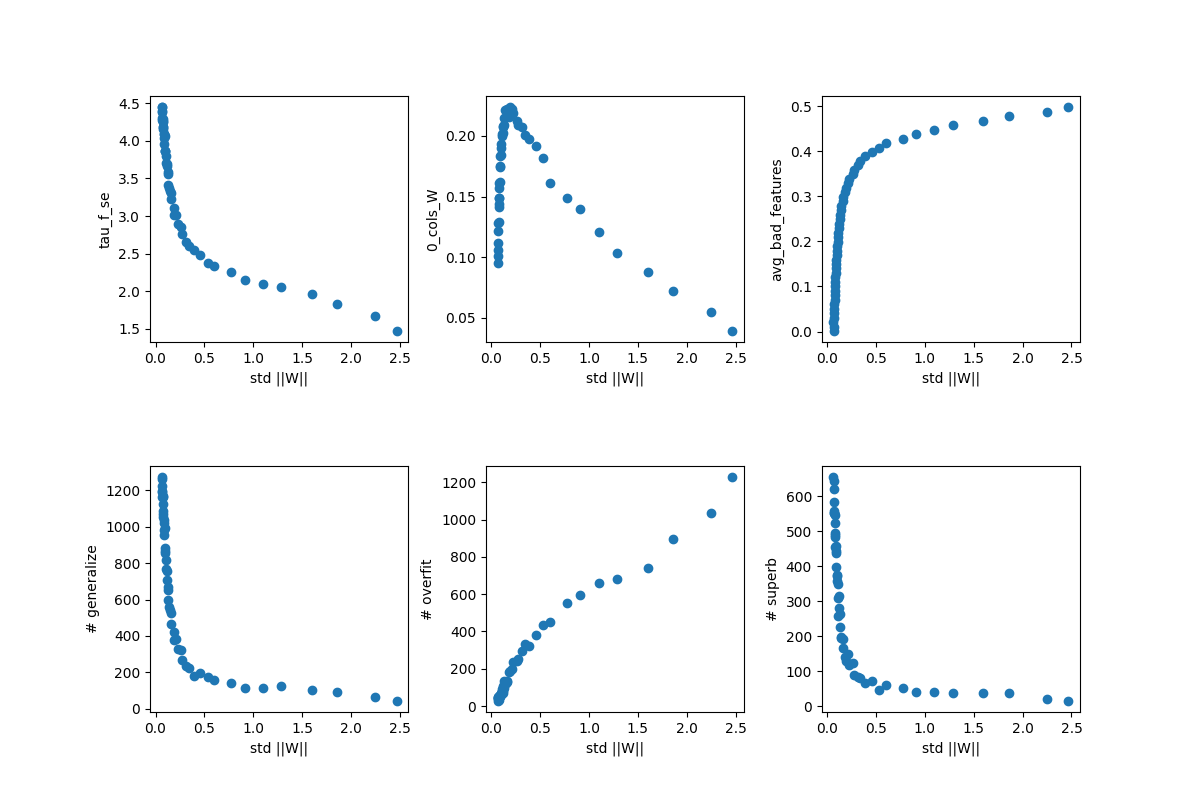 4.5
4.0
3.5
3.0
2.5
2.0
1.5
tau_f_se
0.0 0.5 1.0 1.5 2.0 2.5
std ||W||
0.20
0.15
0.10
0.05
0_cols_W
0.0 0.5 1.0 1.5 2.0 2.5
std ||W||
0.5
0.4
0.3
0.2
0.1
0.0
avg_bad_features
0.0 0.5 1.0 1.5 2.0 2.5
std ||W||
1200
1000
800
600
400
200
0
# generalize
0.0 0.5 1.0 1.5 2.0 2.5
std ||W||
1200
1000
800
600
400
200
0
# overfit
0.0 0.5 1.0 1.5 2.0 2.5
std ||W||
600
500
400
300
200
100
0
# superb
0.0 0.5 1.0 1.5 2.0 2.5
std ||W||